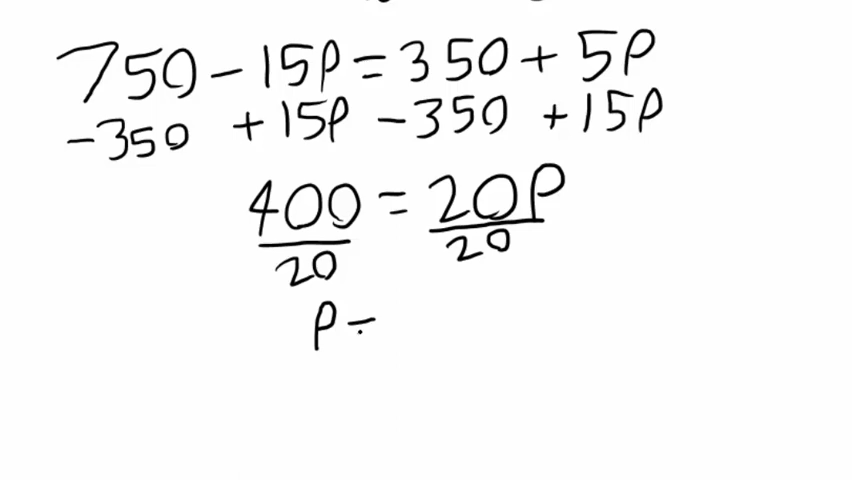 750 - 15P = 350 + 5P
-350 + 15P - 350 + 15P
400 = 20P
20 20
P =